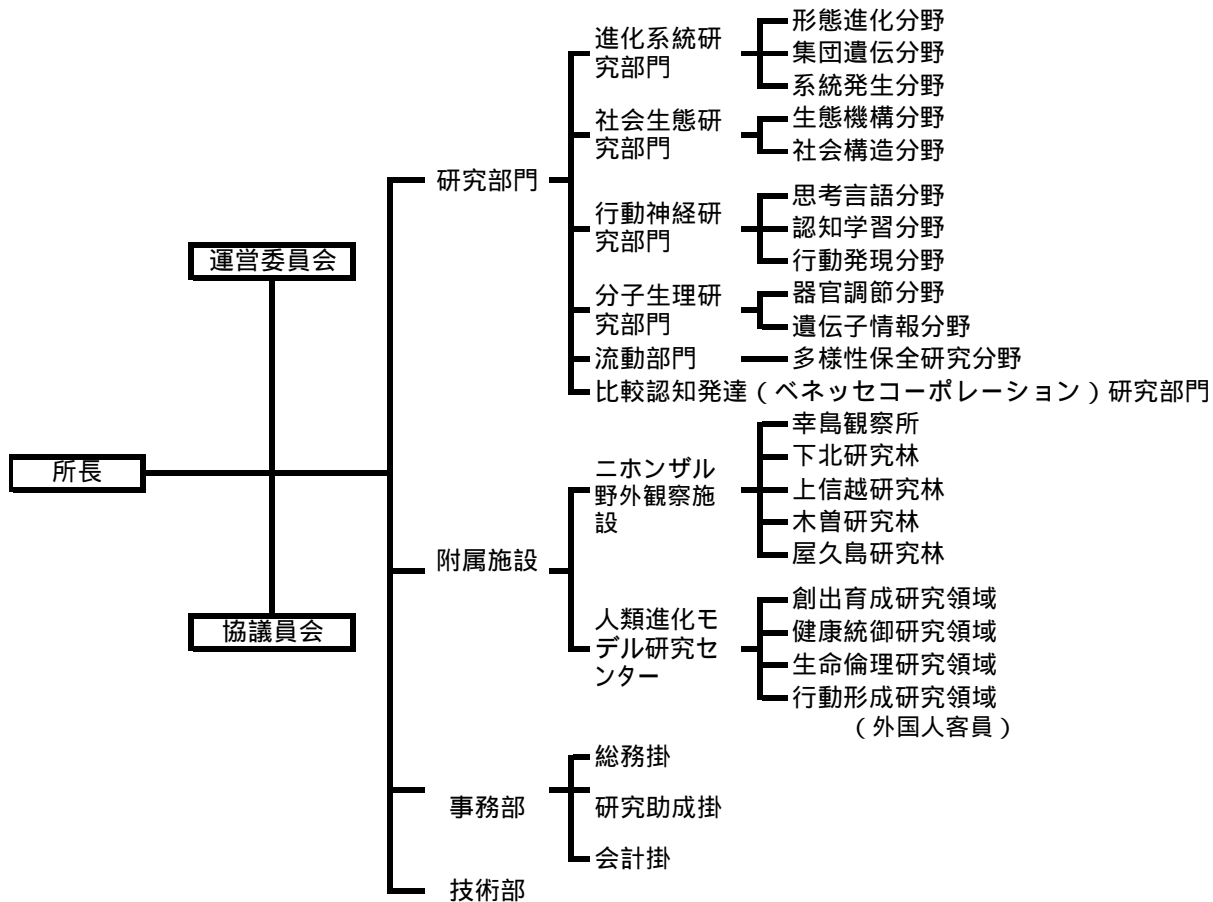 所長
運営委員会
協議員会
研究部門
進化系統研
究部門
形態進化分野
集団遺伝分野
系統発生分野
社会生態研
究部門
生態機構分野
社会構造分野
行動神経研
究部門
思考言語分野
認知学習分野
行動発現分野
分子生理研
究部門
器官調節分野
遺伝子情報分野
流動部門
多様性保全研究分野
比較認知発達(ベネッセコーポレーション)研究部門
附属施設
ニホンザル
野外観察施
設
幸島観察所
下北研究林
上信越研究林
木曽研究林
屋久島研究林
人類進化モ
デル研究セ
ンター
創出育成研究領域
健康統御研究領域
生命倫理研究領域
行動形成研究領域
(外国人客員)
事務部
総務掛
研究助成掛
会計掛
技術部